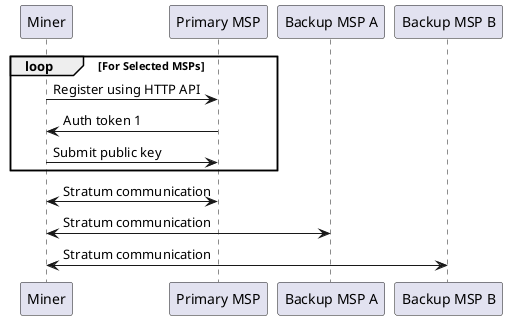 Miner Primary MSP Backup MSP A Backup MSP B
loop [For Selected MSPs]
Register using HTTP API
Auth token 1
Submit public key
Stratum communication
Stratum communication
Stratum communication
Miner Primary MSP Backup MSP A Backup MSP B